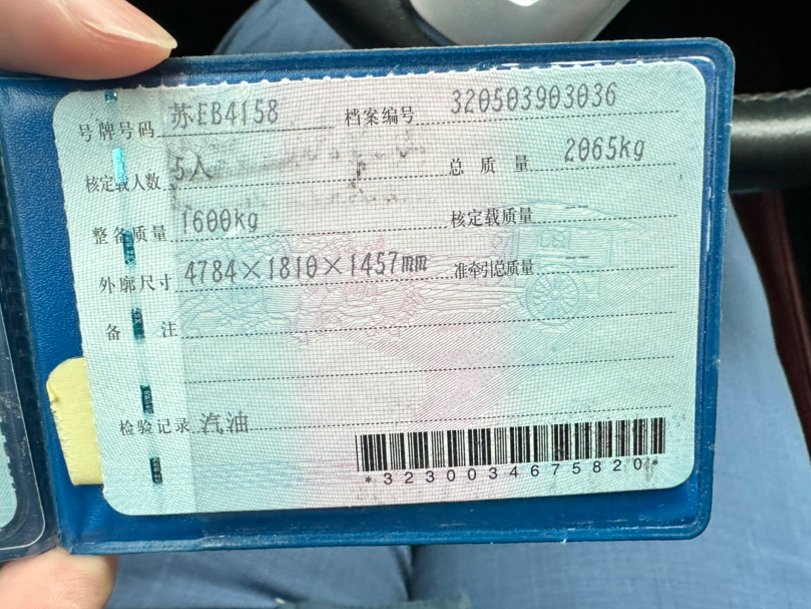 号牌号码 苏EB4158 档案编号 320503903036
核定载人数 5人 总质量 2065kg
整备质量 1600kg 核定载质量 --
外廓尺寸 4784×1810×1457mm 准牵引总质量 --
备注
检验记录 汽油
*3230034675820*